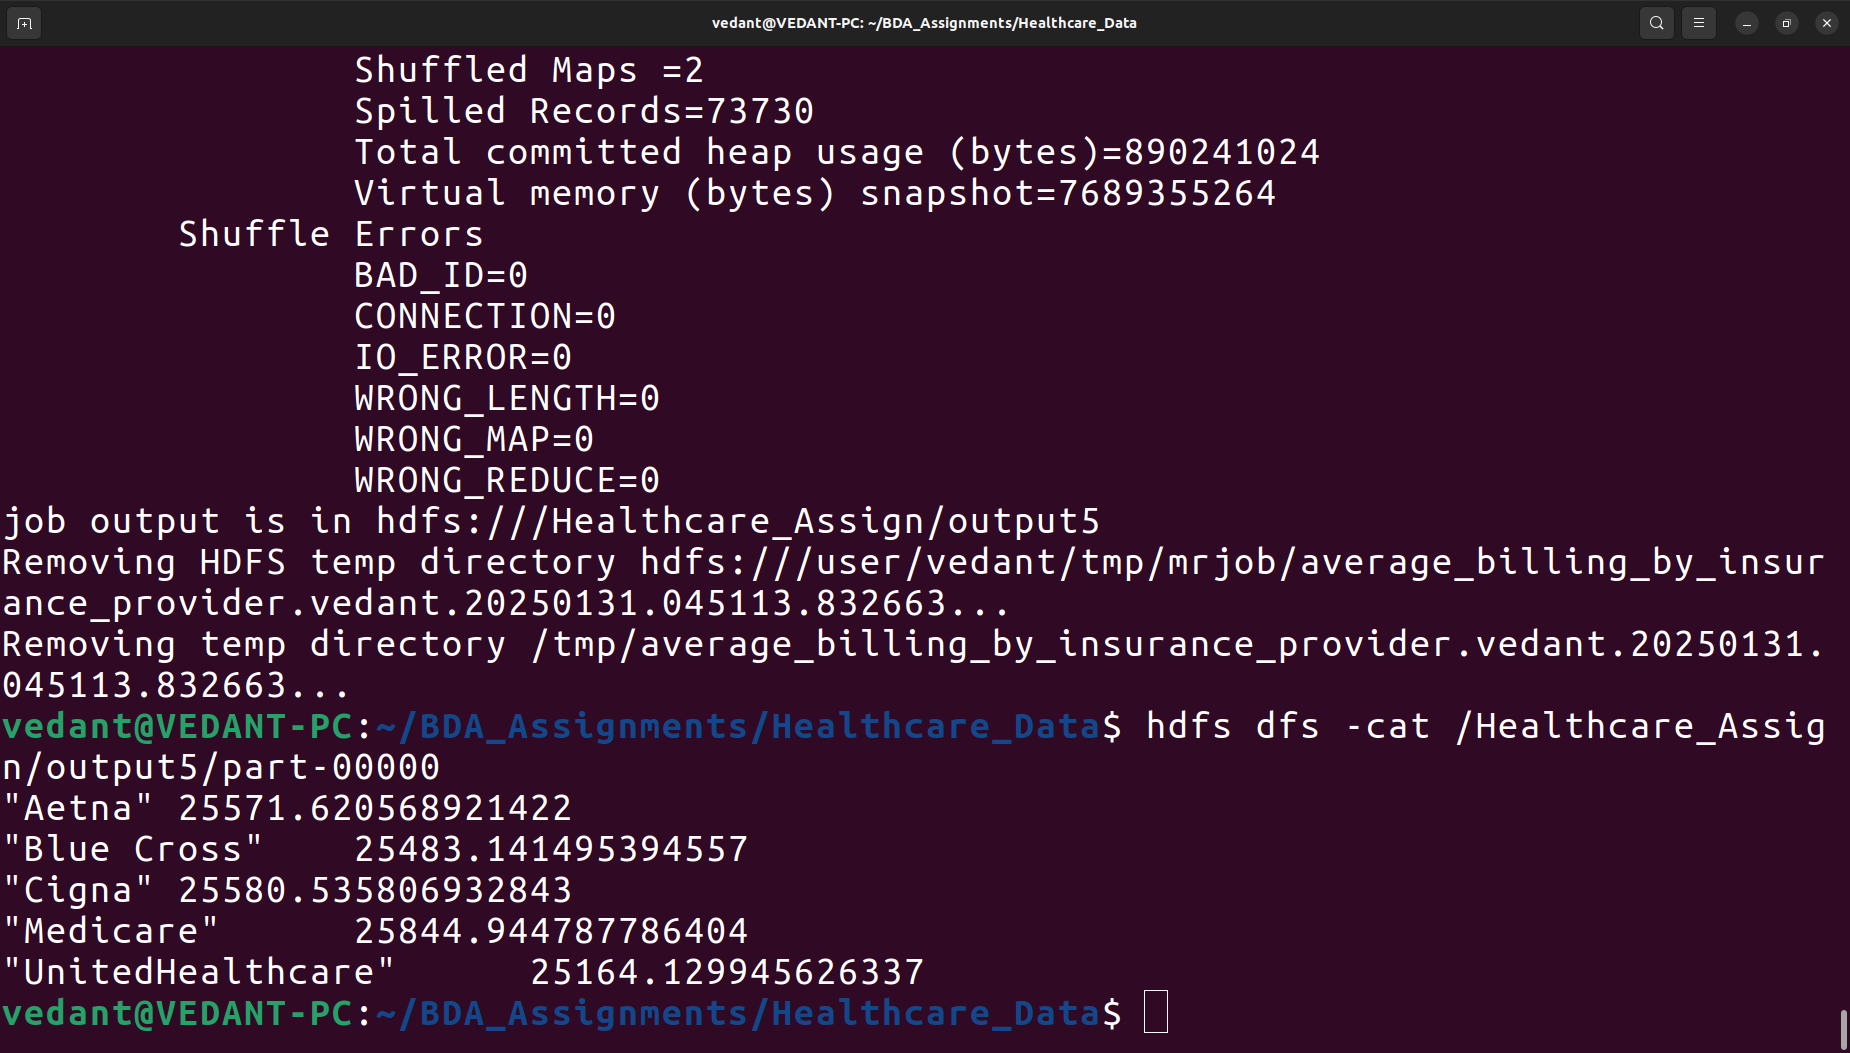 vedant@VEDANT-PC: ~/BDA_Assignments/Healthcare_Data
Shuffled Maps =2
Spilled Records=73730
Total committed heap usage (bytes)=890241024
Virtual memory (bytes) snapshot=7689355264
Shuffle Errors
BAD_ID=0
CONNECTION=0
IO_ERROR=0
WRONG_LENGTH=0
WRONG_MAP=0
WRONG_REDUCE=0
job output is in hdfs:///Healthcare_Assign/output5
Removing HDFS temp directory hdfs:///user/vedant/tmp/mrjob/average_billing_by_insur
ance_provider.vedant.20250131.045113.832663...
Removing temp directory /tmp/average_billing_by_insurance_provider.vedant.20250131.
045113.832663...
vedant@VEDANT-PC:~/BDA_Assignments/Healthcare_Data$ hdfs dfs -cat /Healthcare_Assig
n/output5/part-00000
"Aetna" 25571.620568921422
"Blue Cross"    25483.141495394557
"Cigna" 25580.535806932843
"Medicare"      25844.944787786404
"UnitedHealthcare"      25164.129945626337
vedant@VEDANT-PC:~/BDA_Assignments/Healthcare_Data$